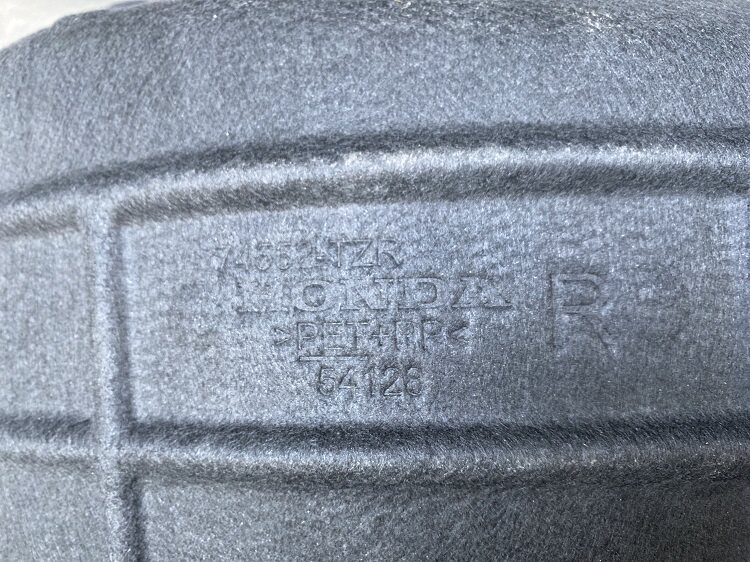 74552-TZR
HONDA R
>PET+PP<
54126